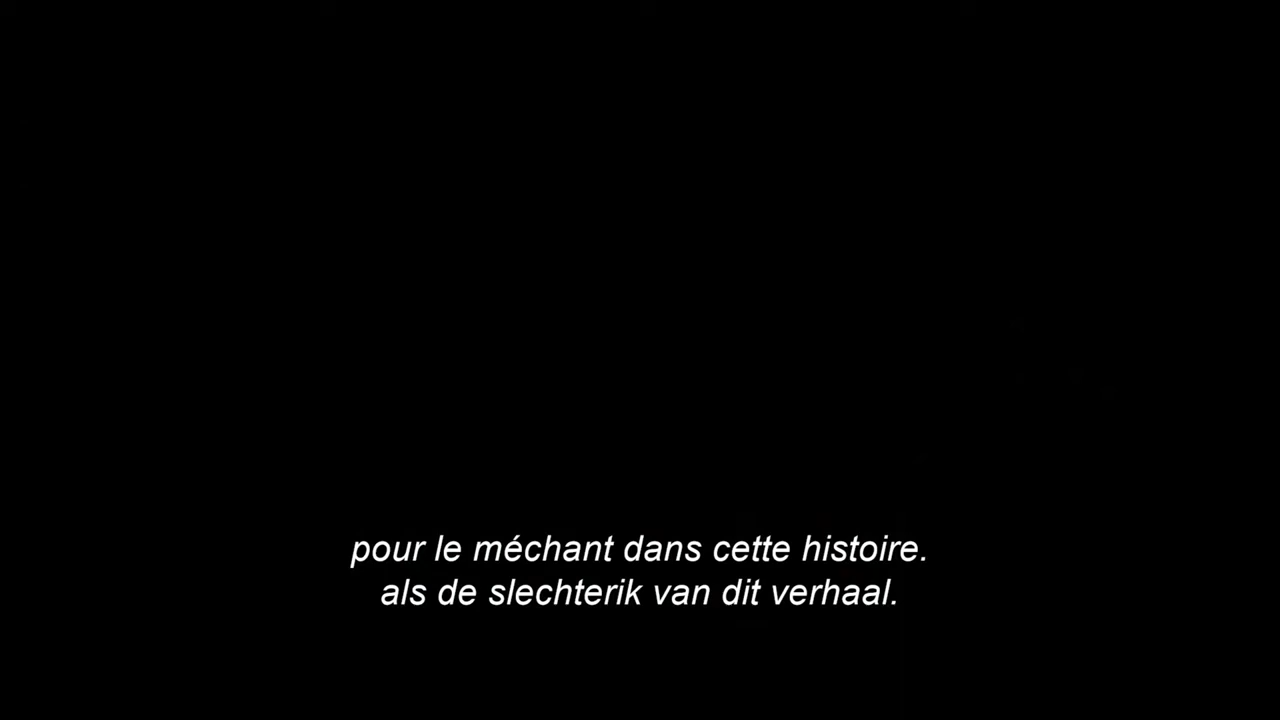 pour le méchant dans cette histoire.
als de slechterik van dit verhaal.